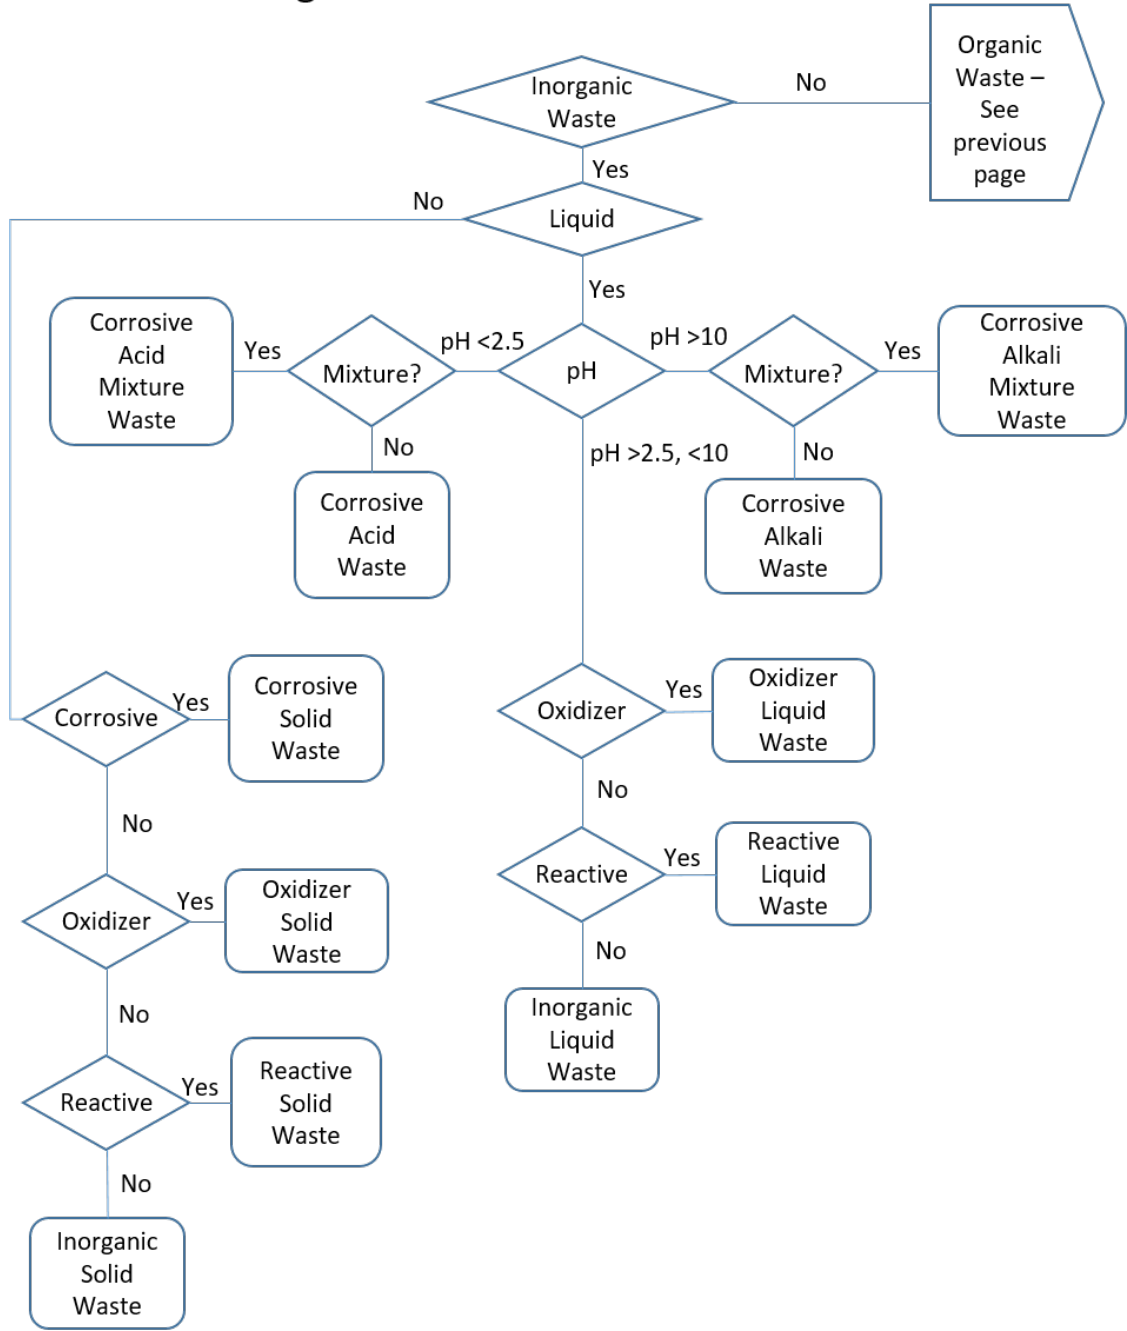 Organic
Waste –
See
previous
page
No
Inorganic
Waste
Yes
No
Liquid
Yes
Corrosive
Acid
Mixture
Waste
Yes
Mixture?
pH <2.5
pH
pH >10
Mixture?
Yes
Corrosive
Alkali
Mixture
Waste
No
Corrosive
Acid
Waste
pH >2.5, <10
No
Corrosive
Alkali
Waste
Corrosive
Yes
Corrosive
Solid
Waste
Oxidizer
Yes
Oxidizer
Liquid
Waste
No
No
Reactive
Yes
Reactive
Liquid
Waste
Oxidizer
Yes
Oxidizer
Solid
Waste
No
Inorganic
Liquid
Waste
No
Reactive
Yes
Reactive
Solid
Waste
No
Inorganic
Solid
Waste